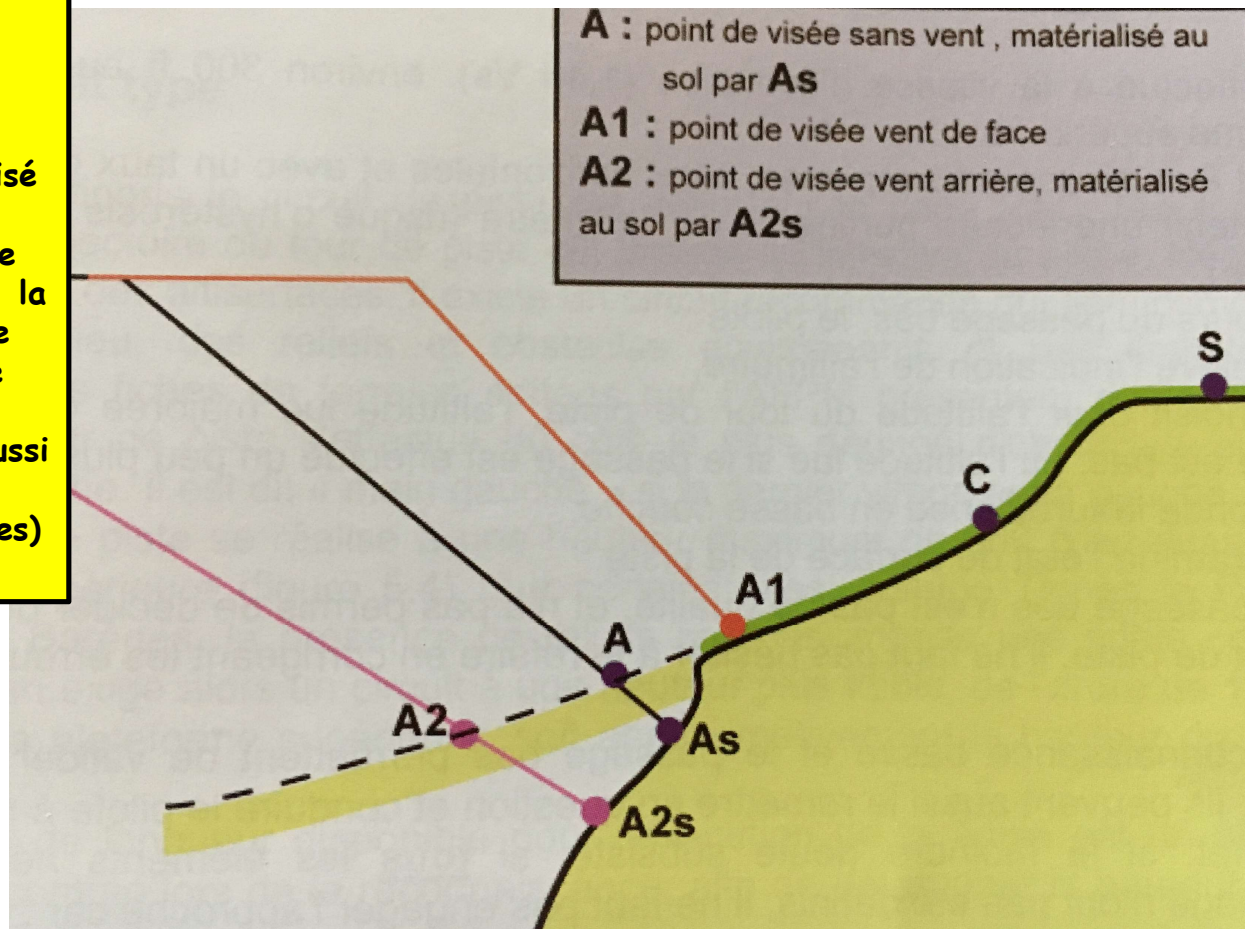 isé
e
la
e
e
ussi
es)
A : point de visée sans vent , matérialisé au
sol par As
A1 : point de visée vent de face
A2 : point de visée vent arrière, matérialisé
au sol par A2s
S
C
A1
A
A2
As
A2s